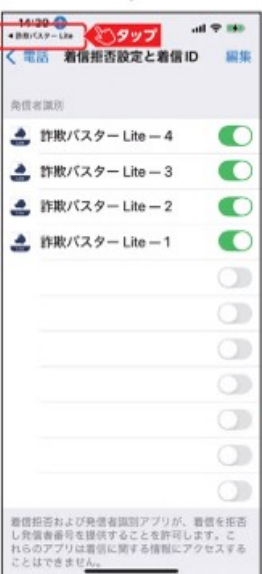 14:20
◀ 詐欺バスター Lite
タップ
電話 着信拒否設定と着信ID 編集
発信者識別
詐欺バスター Lite — 4
詐欺バスター Lite — 3
詐欺バスター Lite — 2
詐欺バスター Lite — 1
着信拒否および発信者識別アプリが、着信を拒否
し発信者番号を提供することを許可します。こ
れらのアプリは着信に関する情報にアクセスする
ことはできません。